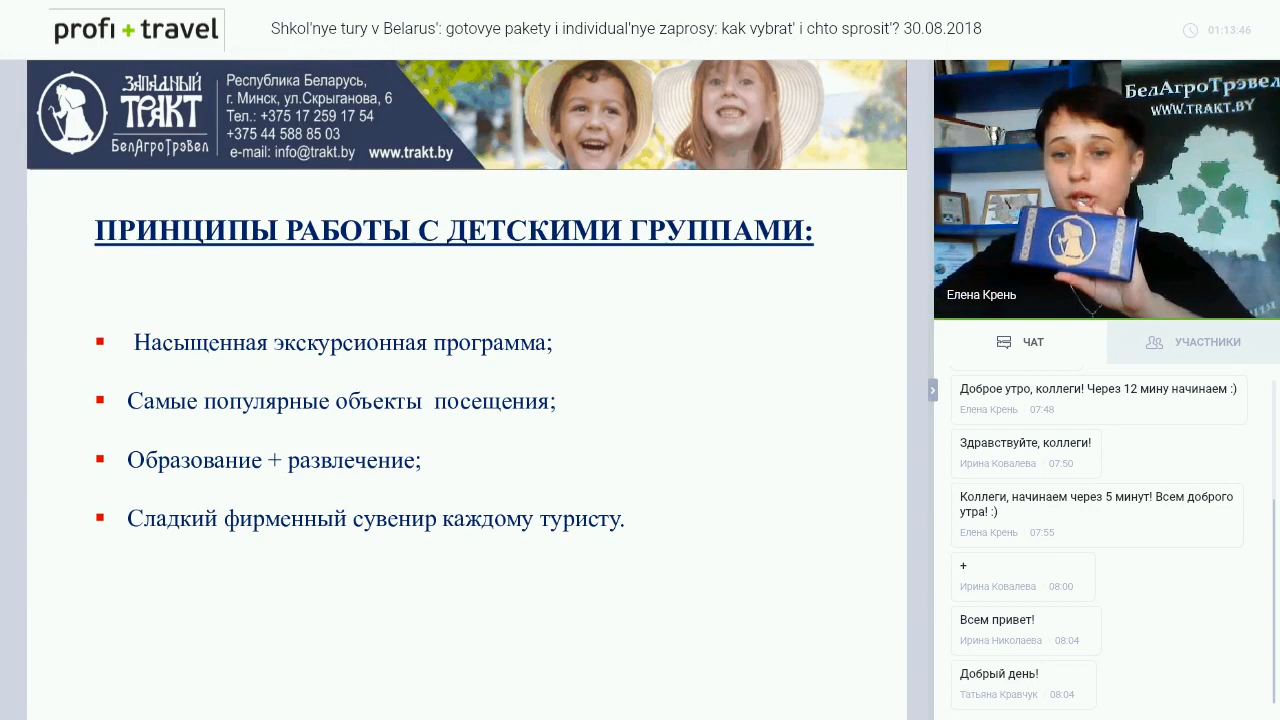 profi + travel
Shkol'nye tury v Belarus': gotovye pakety i individual'nye zaprosy: kak vybrat' i chto sprosit'? 30.08.2018
01:13:46
ЗАПАДНЫЙ
ТРАКТ
БелАгроТрэвел
Республика Беларусь,
г. Минск, ул.Скрыганова, 6
Тел.: +375 17 259 17 54
+375 44 588 85 03
e-mail: info@trakt.by www.trakt.by
ПРИНЦИПЫ РАБОТЫ С ДЕТСКИМИ ГРУППАМИ:
Насыщенная экскурсионная программа;
Самые популярные объекты посещения;
Образование + развлечение;
Сладкий фирменный сувенир каждому туристу.
БелАгроТрэвел
WWW.TRAKT.BY
Елена Крень
ЧАТ
УЧАСТНИКИ
Доброе утро, коллеги! Через 12 мину начинаем :)
Елена Крень 07:48
Здравствуйте, коллеги!
Ирина Ковалева 07:50
Коллеги, начинаем через 5 минут! Всем доброго
утра! :)
Елена Крень 07:55
+
Ирина Ковалева 08:00
Всем привет!
Ирина Николаева 08:04
Добрый день!
Татьяна Кравчук 08:04